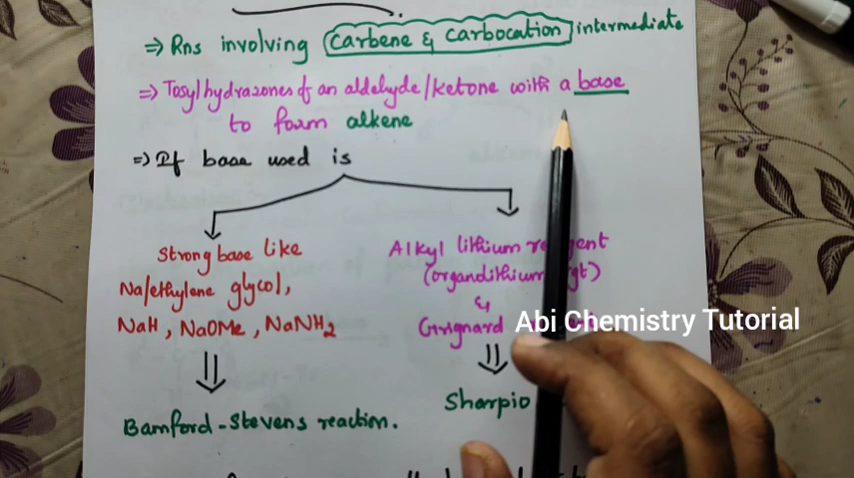 ⇒ Rns involving Carbene & Carbocation intermediate
⇒ Tosylhydrazones of an aldehyde/ketone with a base
to form alkene
⇒ If base used is
Strong base like
Na/ethylene glycol,
NaH, NaOMe, NaNH2
Bamford-Stevens reaction.
Alkyl lithium
(organolithium
&
Grignard
Sharpio
Abi Chemistry Tutorial